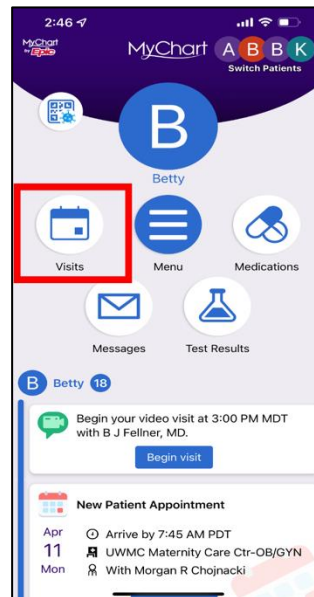 2:46
MyChart
by Epic
MyChart
A B B K
Switch Patients
B
Betty
Visits
Menu
Medications
Messages
Test Results
B Betty 18
Begin your video visit at 3:00 PM MDT
with B J Fellner, MD.
Begin visit
New Patient Appointment
Apr
11
Mon
Arrive by 7:45 AM PDT
UWMC Maternity Care Ctr-OB/GYN
With Morgan R Chojnacki